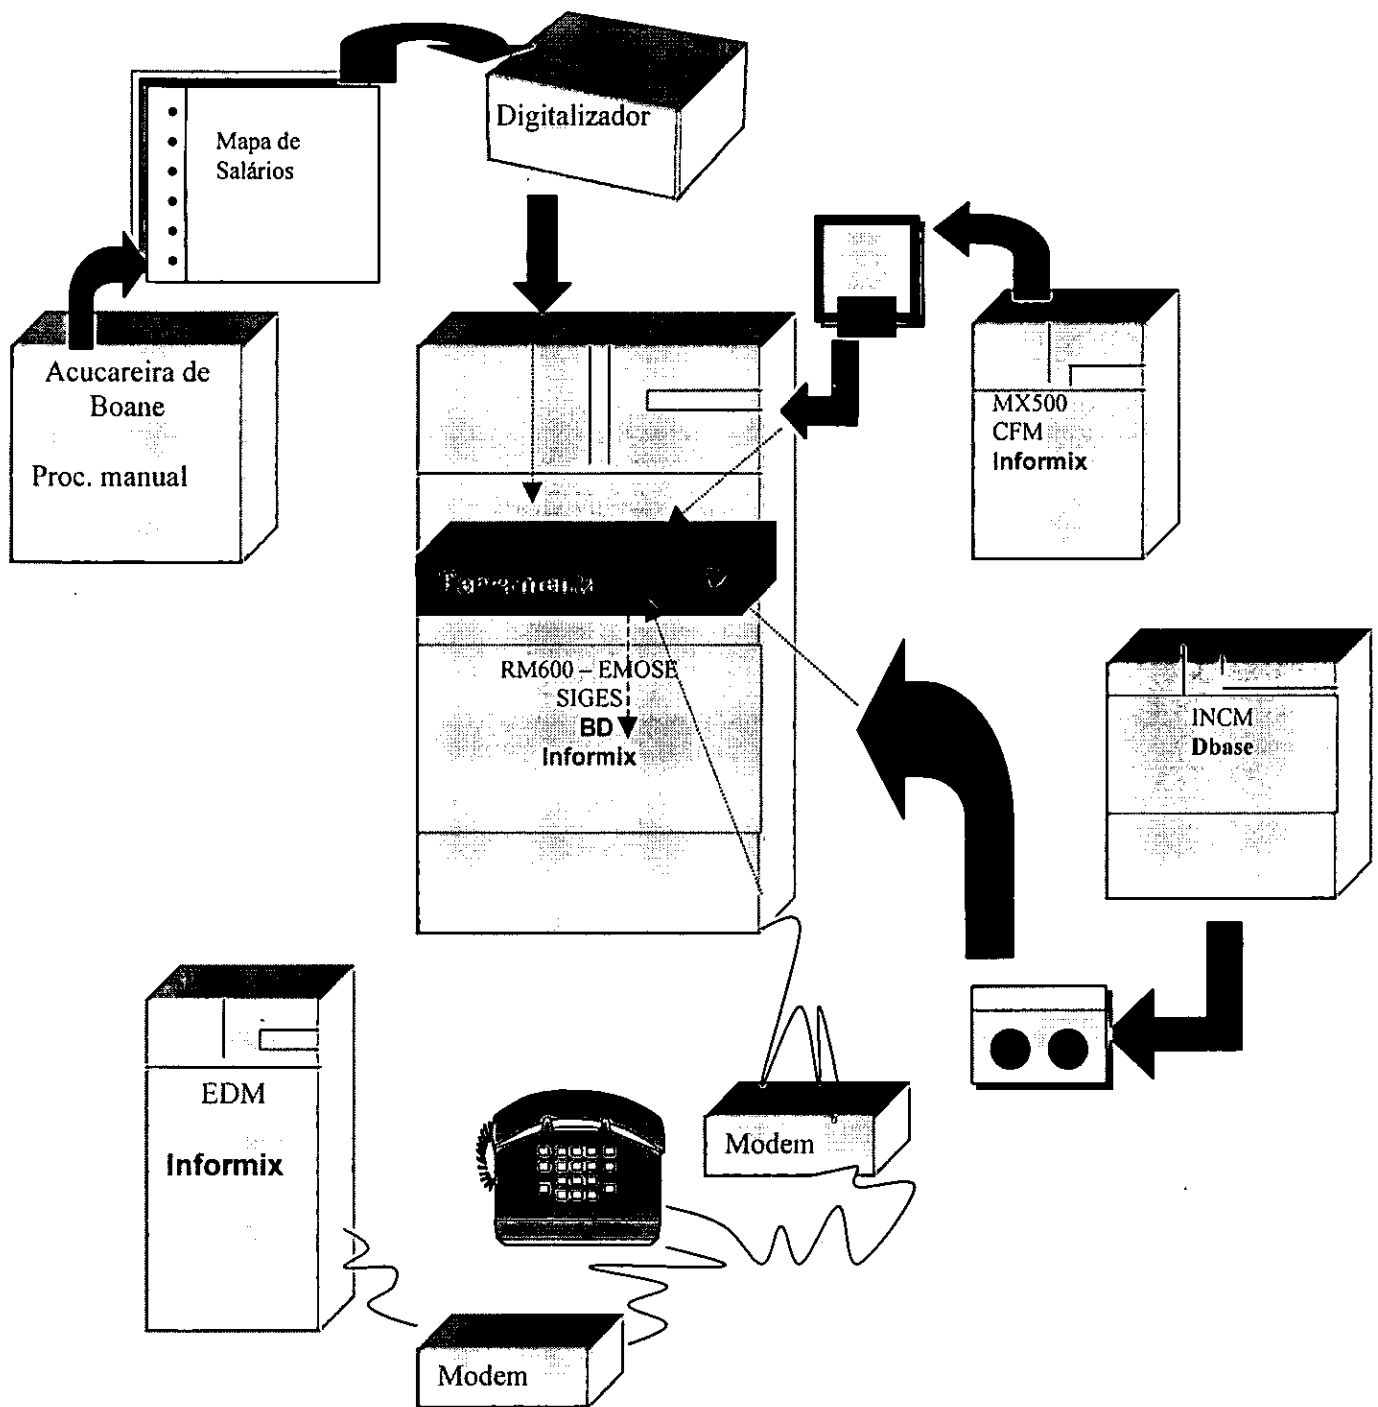 Digitalizador
Mapa de
Salários
Acucareira de
Boane
Proc. manual
MX500
CFM
Informix
RM600 – EMOSE
SIGES
BD
Informix
INCM
Dbase
EDM
Informix
Modem
Modem